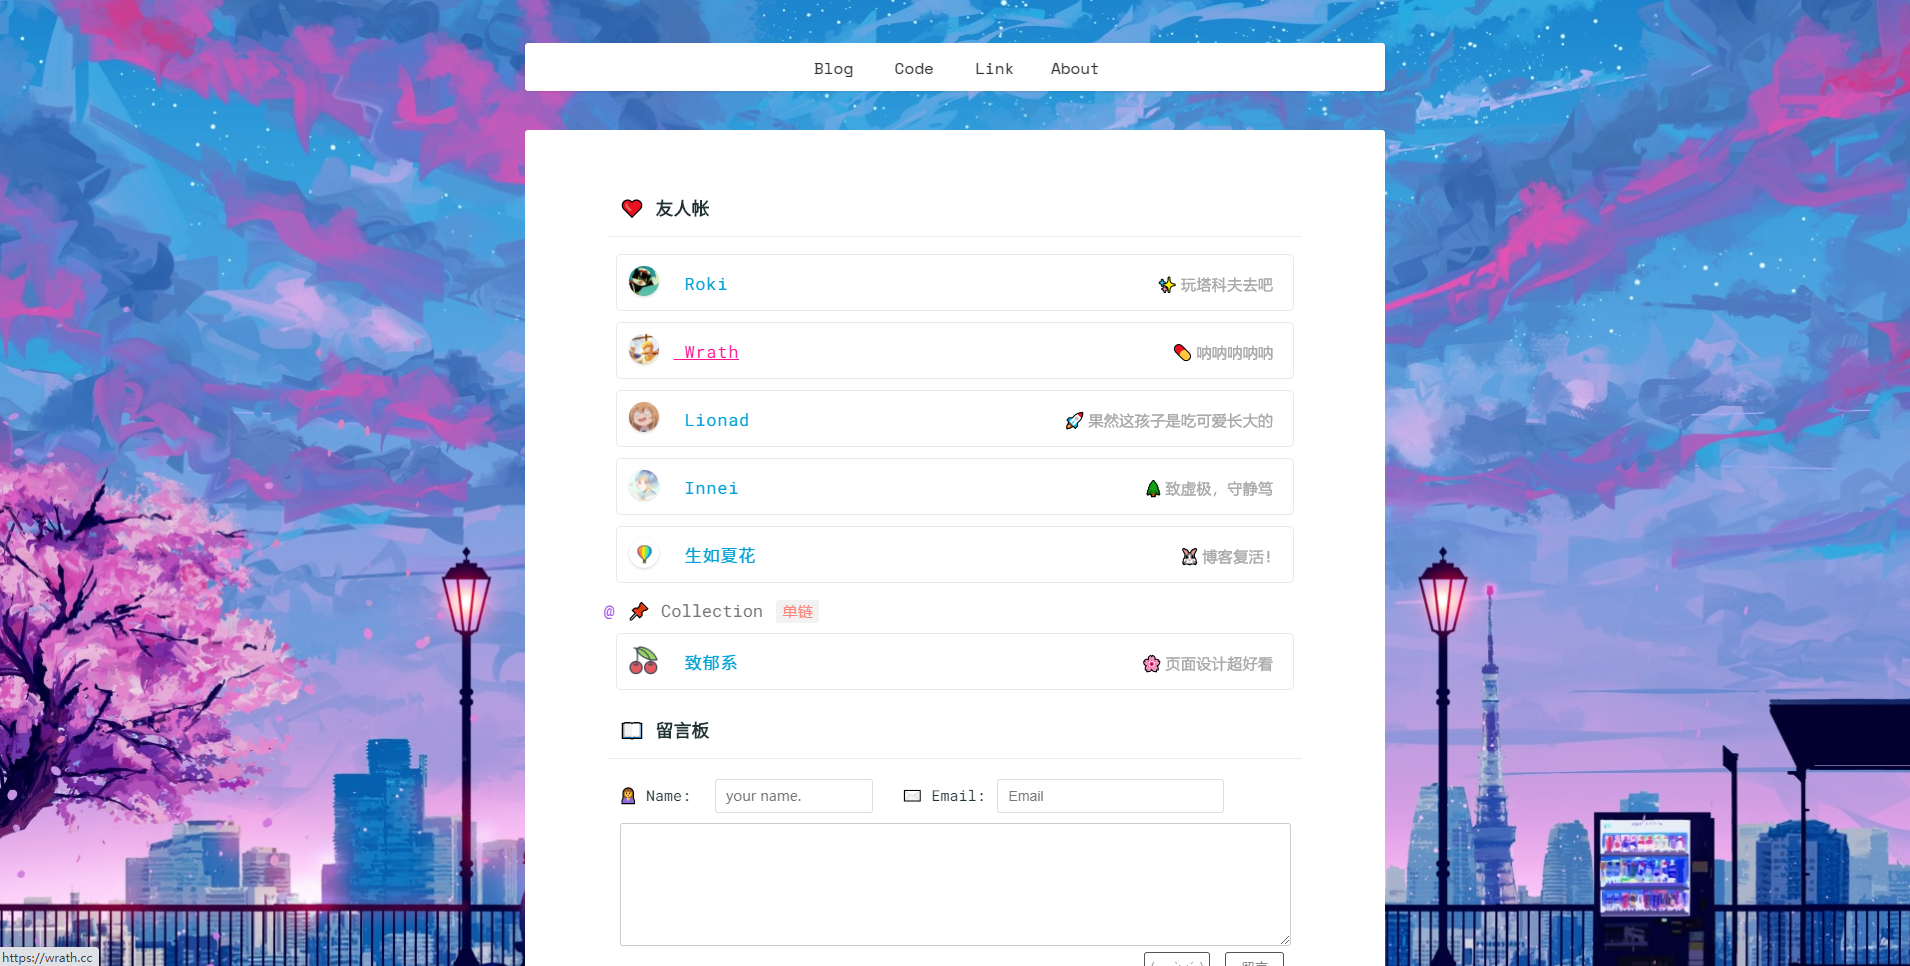 Blog Code Link About
友人帐
Roki 玩塔科夫去吧
Wrath 呐呐呐呐呐
Lionad 果然这孩子是吃可爱长大的
Innei 致虚极，守静笃
生如夏花 博客复活！
@ Collection 单链
致郁系 页面设计超好看
留言板
Name: your name. Email: Email
留言
https://wrath.cc